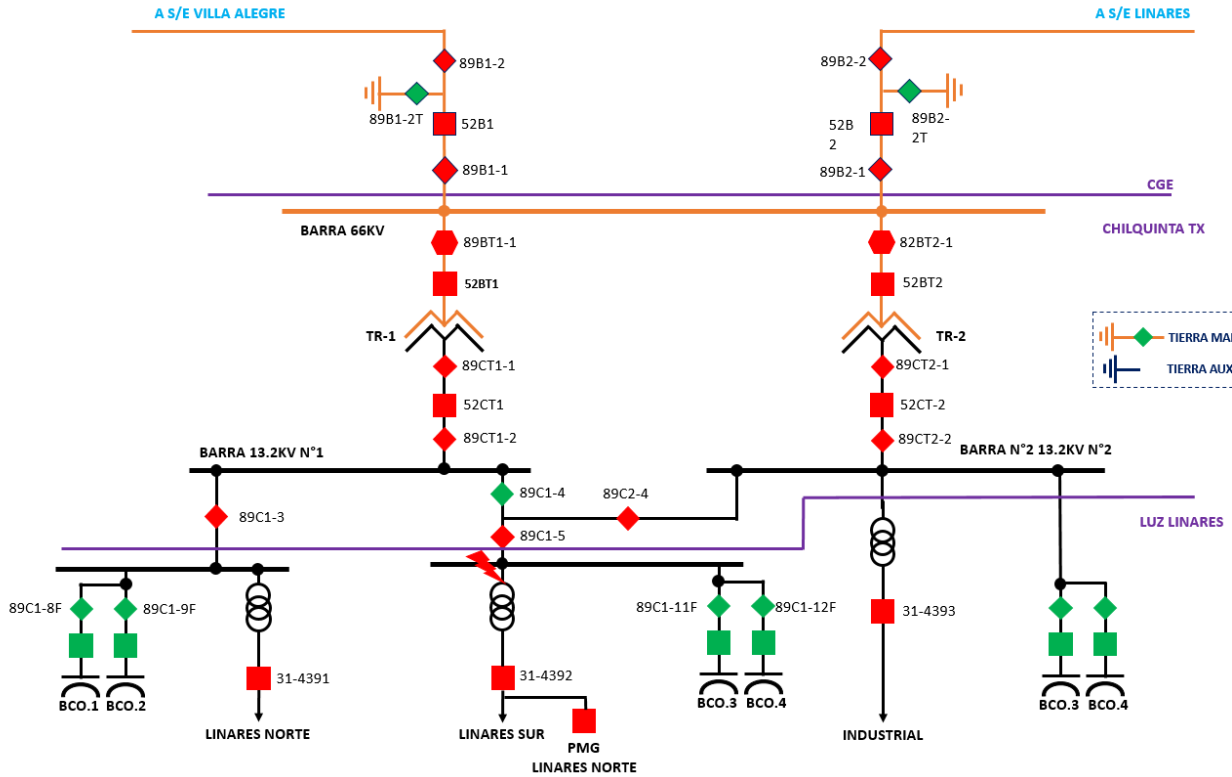 A S/E VILLA ALEGRE
A S/E LINARES
89B1-2
89B2-2
89B1-2T
52B1
52B
2
89B2-
2T
89B1-1
89B2-1
CGE
BARRA 66KV
CHILQUINTA TX
89BT1-1
82BT2-1
52BT1
52BT2
TR-1
TR-2
TIERRA MA
TIERRA AUX
89CT1-1
89CT2-1
52CT1
52CT-2
89CT1-2
89CT2-2
BARRA 13.2KV N°1
BARRA N°2 13.2KV N°2
89C1-4
89C2-4
89C1-3
89C1-5
LUZ LINARES
89C1-8F
89C1-9F
89C1-11F
89C1-12F
31-4393
31-4391
31-4392
BCO.1
BCO.2
BCO.3
BCO.4
BCO.3
BCO.4
LINARES NORTE
LINARES SUR
INDUSTRIAL
PMG
LINARES NORTE